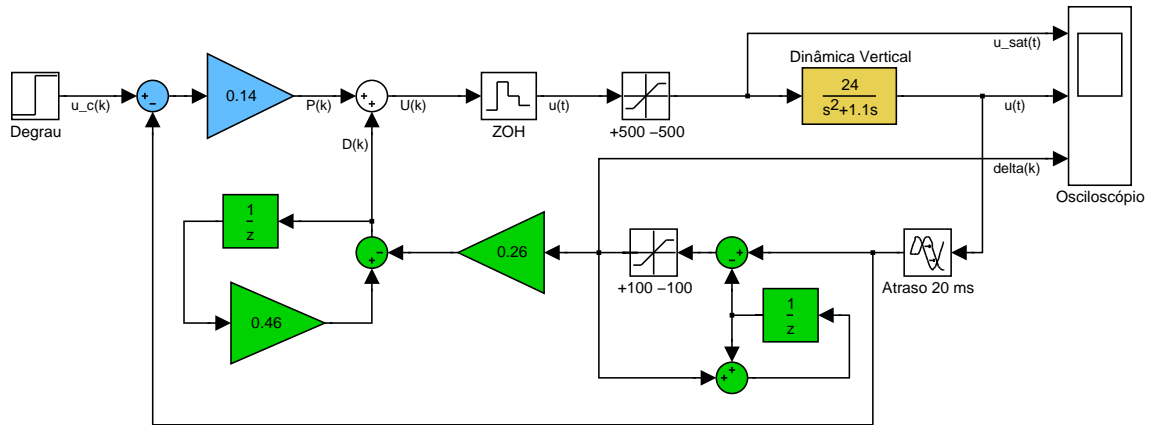 u_sat(t)
Dinâmica Vertical
Degrau
u_c(k)
+
−
0.14
P(k)
+
+
U(k)
ZOH
u(t)
+500 −500
24
s²+1.1s
u(t)
D(k)
delta(k)
Osciloscópio
1
z
−
+
0.26
+100 −100
+
−
Atraso 20 ms
0.46
1
z
+
+